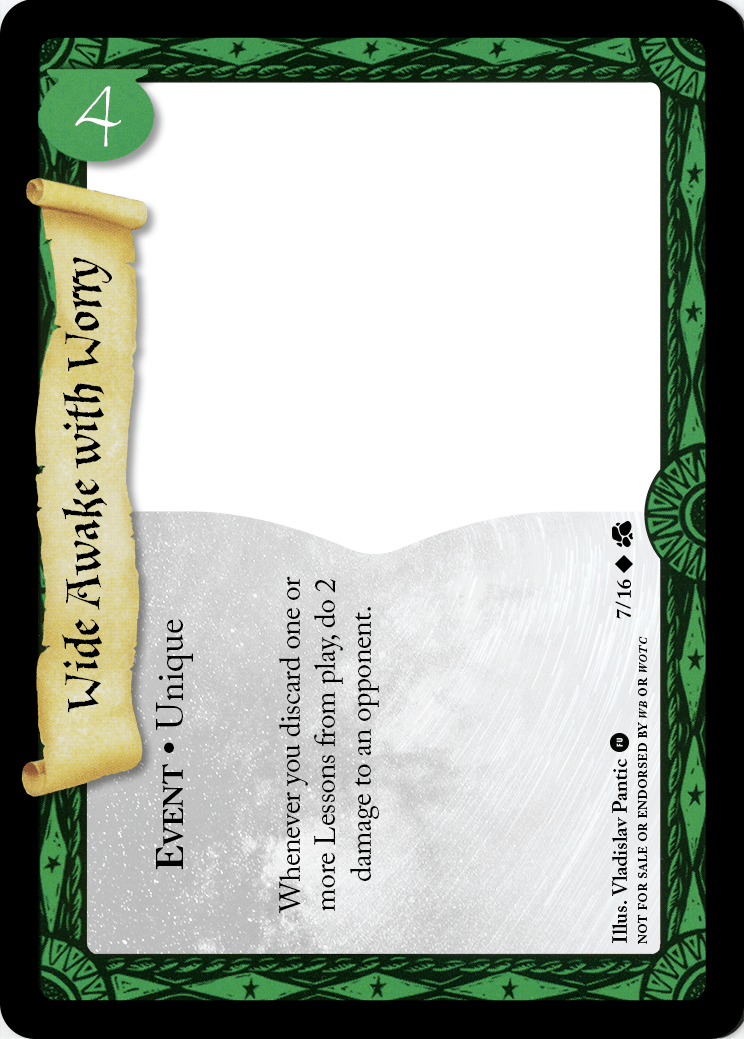 4
Wide Awake with Worry
EVENT • Unique
Whenever you discard one or
more Lessons from play, do 2
damage to an opponent.
Illus. Vladislav Pantic FU
7/16
NOT FOR SALE OR ENDORSED BY WB OR WOTC